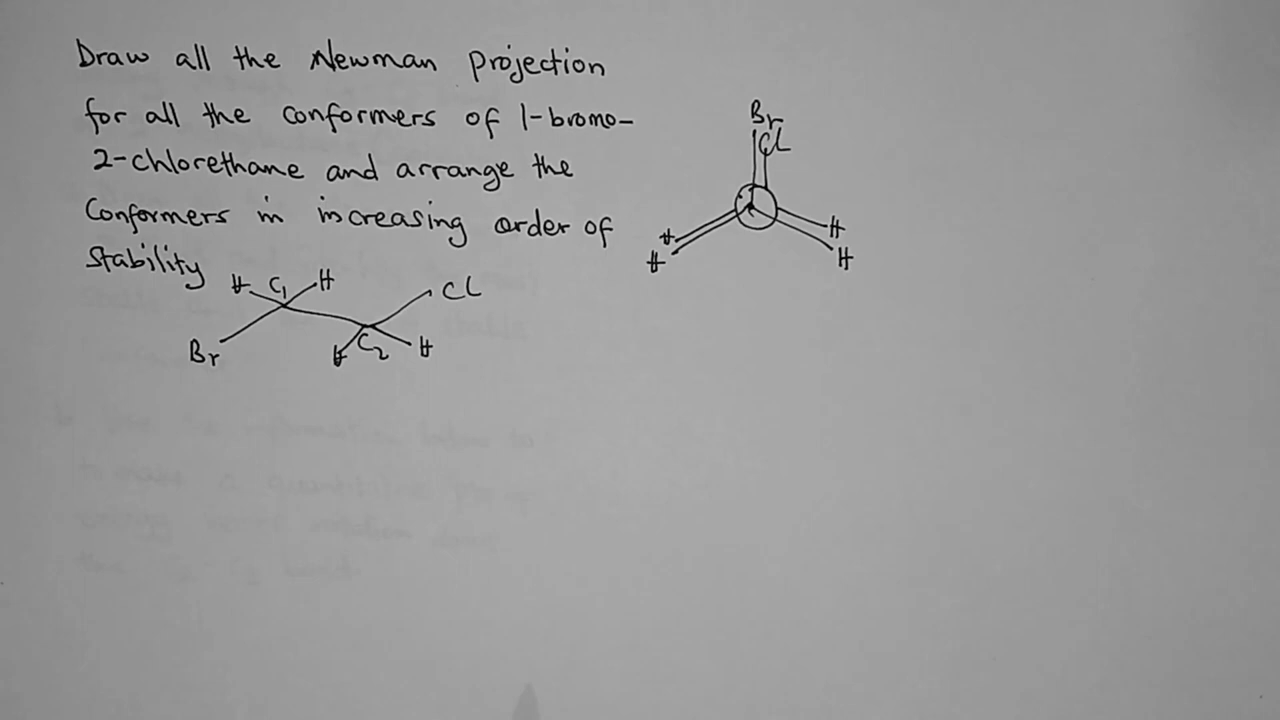 Draw all the Newman projection
for all the conformers of 1-bromo-
2-chlorethane and arrange the
Conformers in increasing order of
Stability
H C1 H
Cl
Br
H C2 H
Br
Cl
H H
H H